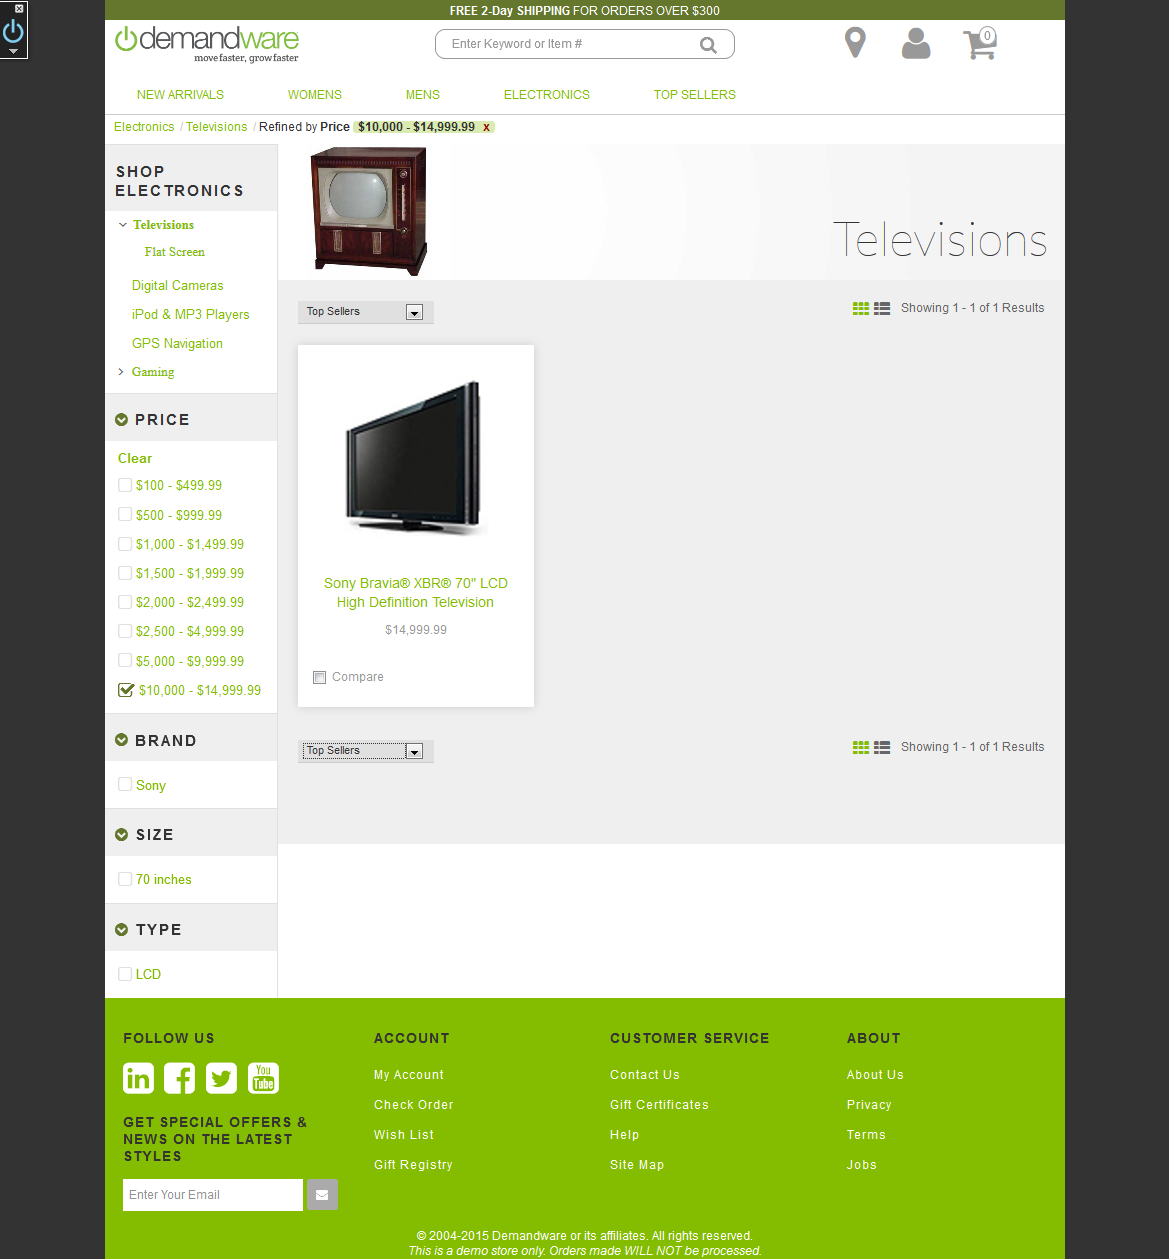 FREE 2-Day SHIPPING FOR ORDERS OVER $300
demandware
move faster, grow faster
Enter Keyword or Item #
0
NEW ARRIVALS WOMENS MENS ELECTRONICS TOP SELLERS
Electronics / Televisions / Refined by Price $10,000 - $14,999.99 x
SHOP
ELECTRONICS
Televisions
Flat Screen
Digital Cameras
iPod & MP3 Players
GPS Navigation
Gaming
PRICE
Clear
$100 - $499.99
$500 - $999.99
$1,000 - $1,499.99
$1,500 - $1,999.99
$2,000 - $2,499.99
$2,500 - $4,999.99
$5,000 - $9,999.99
$10,000 - $14,999.99
BRAND
Sony
SIZE
70 inches
TYPE
LCD
Televisions
Top Sellers
Showing 1 - 1 of 1 Results
Sony Bravia® XBR® 70" LCD
High Definition Television
$14,999.99
Compare
Top Sellers
Showing 1 - 1 of 1 Results
FOLLOW US
in f You Tube
GET SPECIAL OFFERS &
NEWS ON THE LATEST
STYLES
Enter Your Email
ACCOUNT
My Account
Check Order
Wish List
Gift Registry
CUSTOMER SERVICE
Contact Us
Gift Certificates
Help
Site Map
ABOUT
About Us
Privacy
Terms
Jobs
© 2004-2015 Demandware or its affiliates. All rights reserved.
This is a demo store only. Orders made WILL NOT be processed.